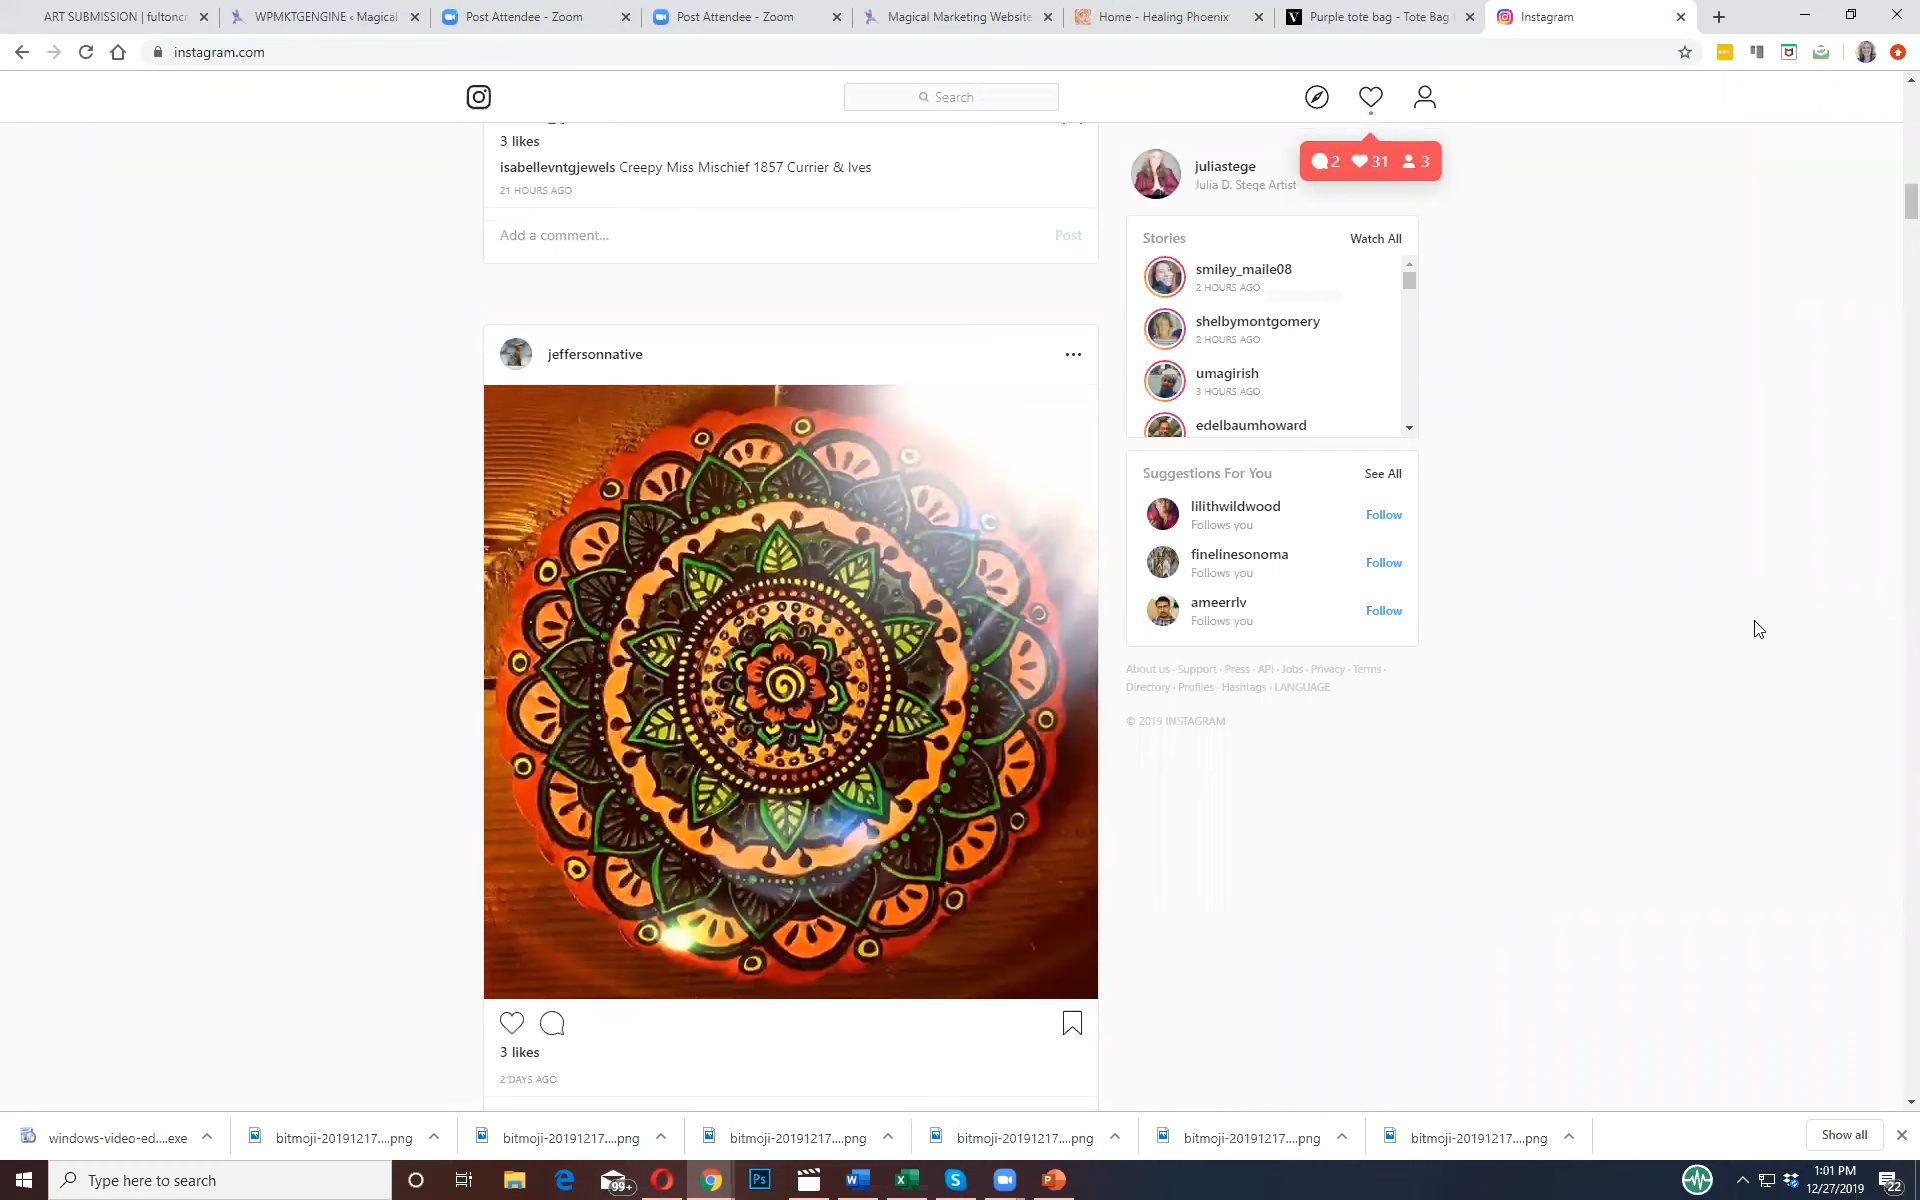 ART SUBMISSION | fultoncr
WPMKTGENGINE ‹ Magical
Post Attendee - Zoom
Post Attendee - Zoom
Magical Marketing Website
Home - Healing Phoenix
Purple tote bag - Tote Bag
Instagram
instagram.com
Search
3 likes
isabellevntgjewels Creepy Miss Mischief 1857 Currier & Ives
21 HOURS AGO
Add a comment...
Post
jeffersonnative
3 likes
2 DAYS AGO
juliastege
Julia D. Stege Artist
2 31 3
Stories
Watch All
smiley_maile08
2 HOURS AGO
shelbymontgomery
2 HOURS AGO
umagirish
3 HOURS AGO
edelbaumhoward
Suggestions For You
See All
lilithwildwood
Follows you
Follow
finelinesonoma
Follows you
Follow
ameerrlv
Follows you
Follow
About us · Support · Press · API · Jobs · Privacy · Terms ·
Directory · Profiles · Hashtags · LANGUAGE
© 2019 INSTAGRAM
windows-video-ed....exe
bitmoji-20191217....png
bitmoji-20191217....png
bitmoji-20191217....png
bitmoji-20191217....png
bitmoji-20191217....png
bitmoji-20191217....png
Show all
Type here to search
99+
1:01 PM
12/27/2019
22